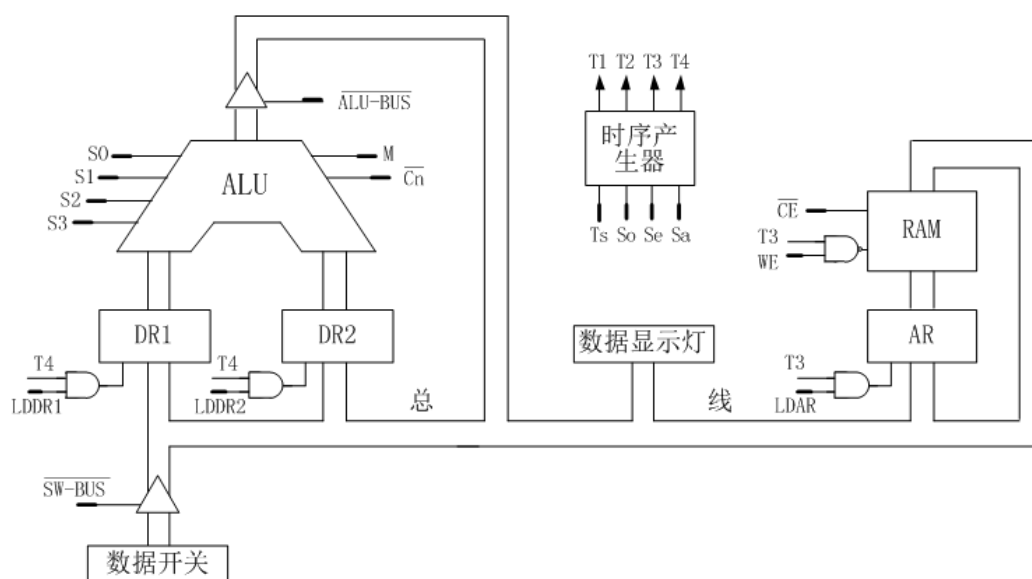 T1 T2 T3 T4
ALU-BUS
时序产
生器
S0
M
S1
ALU
Cn
S2
S3
CE
RAM
T3
WE
Ts So Se Sa
DR1
DR2
数据显示灯
AR
T4
T4
T3
LDDR1
LDDR2
总
线
LDAR
SW-BUS
数据开关